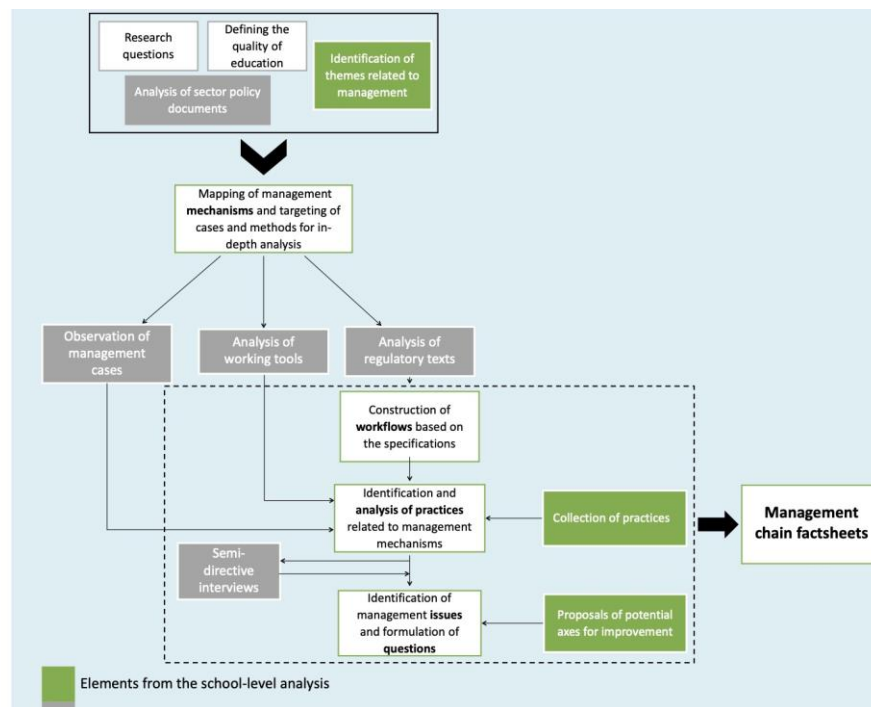 Research
questions
Defining the
quality of
education
Identification of
themes related to
management
Analysis of sector policy
documents
Mapping of management
mechanisms and targeting of
cases and methods for in-
depth analysis
Observation of
management
cases
Analysis of
working tools
Analysis of
regulatory texts
Construction of
workflows based on
the specifications
Identification and
analysis of practices
related to management
mechanisms
Collection of practices
Management
chain factsheets
Semi-
directive
interviews
Identification of
management issues
and formulation of
questions
Proposals of potential
axes for improvement
Elements from the school-level analysis